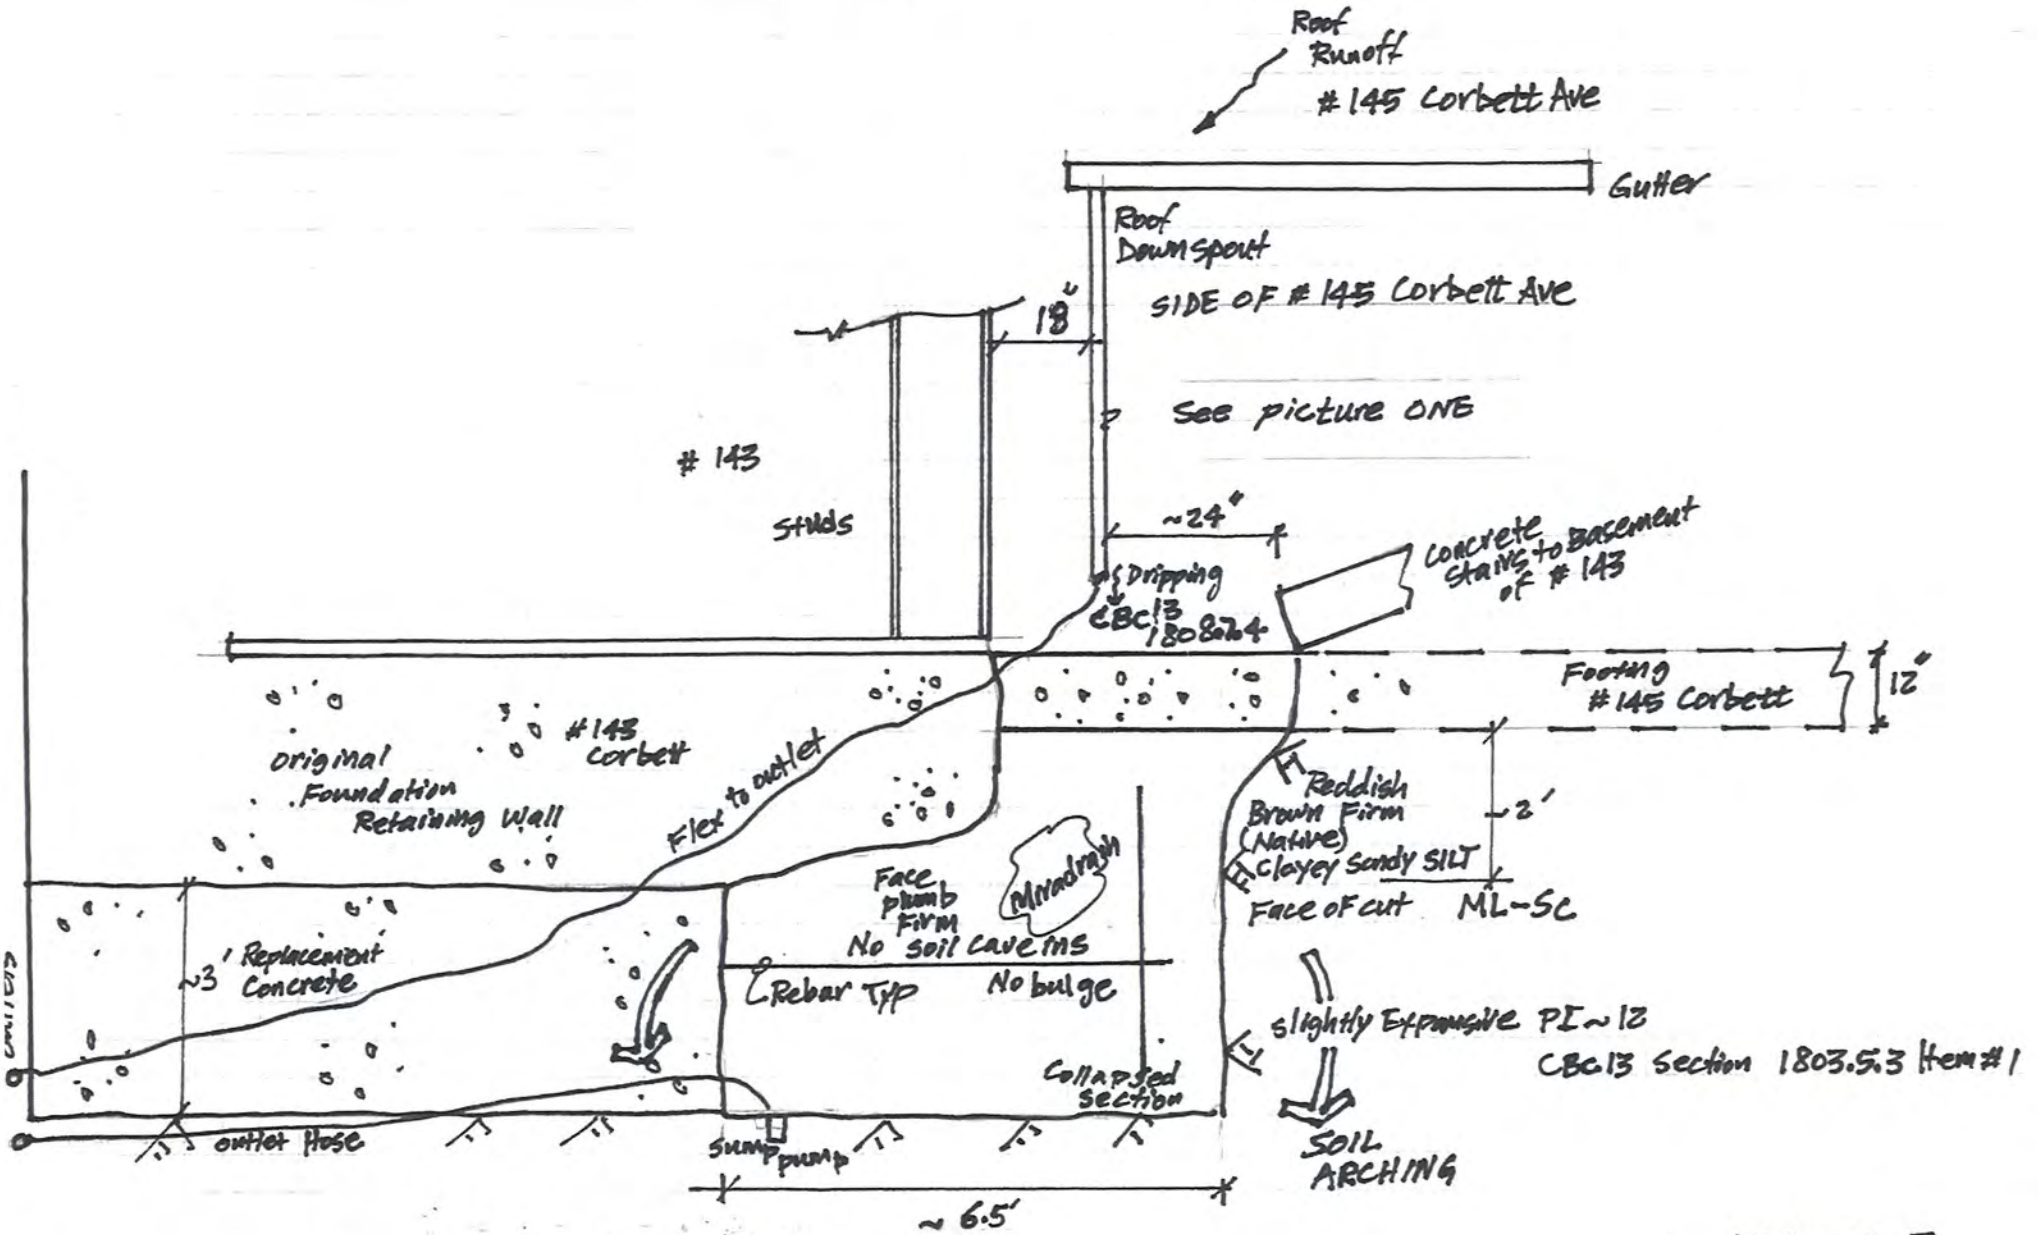 Roof
Runoff
# 145 Corbett Ave
Gutter
Roof
Downspout
SIDE OF # 145 Corbett Ave
18"
See picture ONE
# 143
Studs
~24"
Concrete
Stairs to Basement
of # 143
Dripping
CBC 13
1808.7.4
Footing
# 145 Corbett
12"
# 143
Corbett
original
Foundation
Retaining Wall
Flex to outlet
Reddish
Brown Firm
(Native)
Clayey Sandy SILT
Face of cut ML-SC
~2'
Miradrain
Face
plumb
Firm
No soil cave ins
No bulge
Rebar Typ
~3'
Replacement
Concrete
slightly Expansive PI~12
CBC13 Section 1803.5.3 Item #1
Collapsed
section
outlet Hose
sump pump
SOIL
ARCHING
~ 6.5'